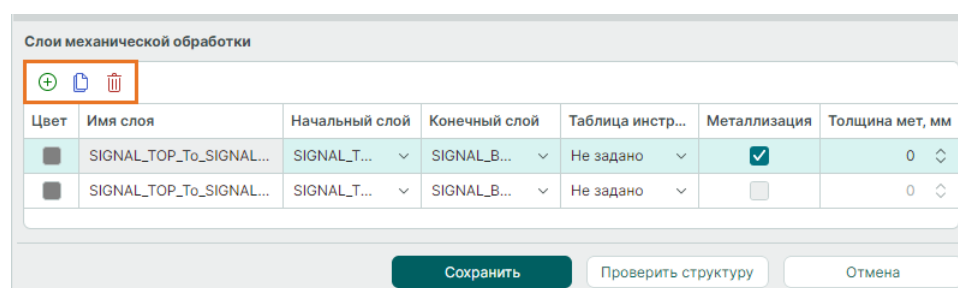 Слои механической обработки
Цвет Имя слоя Начальный слой Конечный слой Таблица инстр... Металлизация Толщина мет, мм
SIGNAL_TOP_To_SIGNAL... SIGNAL_T... SIGNAL_B... Не задано 0
SIGNAL_TOP_To_SIGNAL... SIGNAL_T... SIGNAL_B... Не задано 0
Сохранить Проверить структуру Отмена